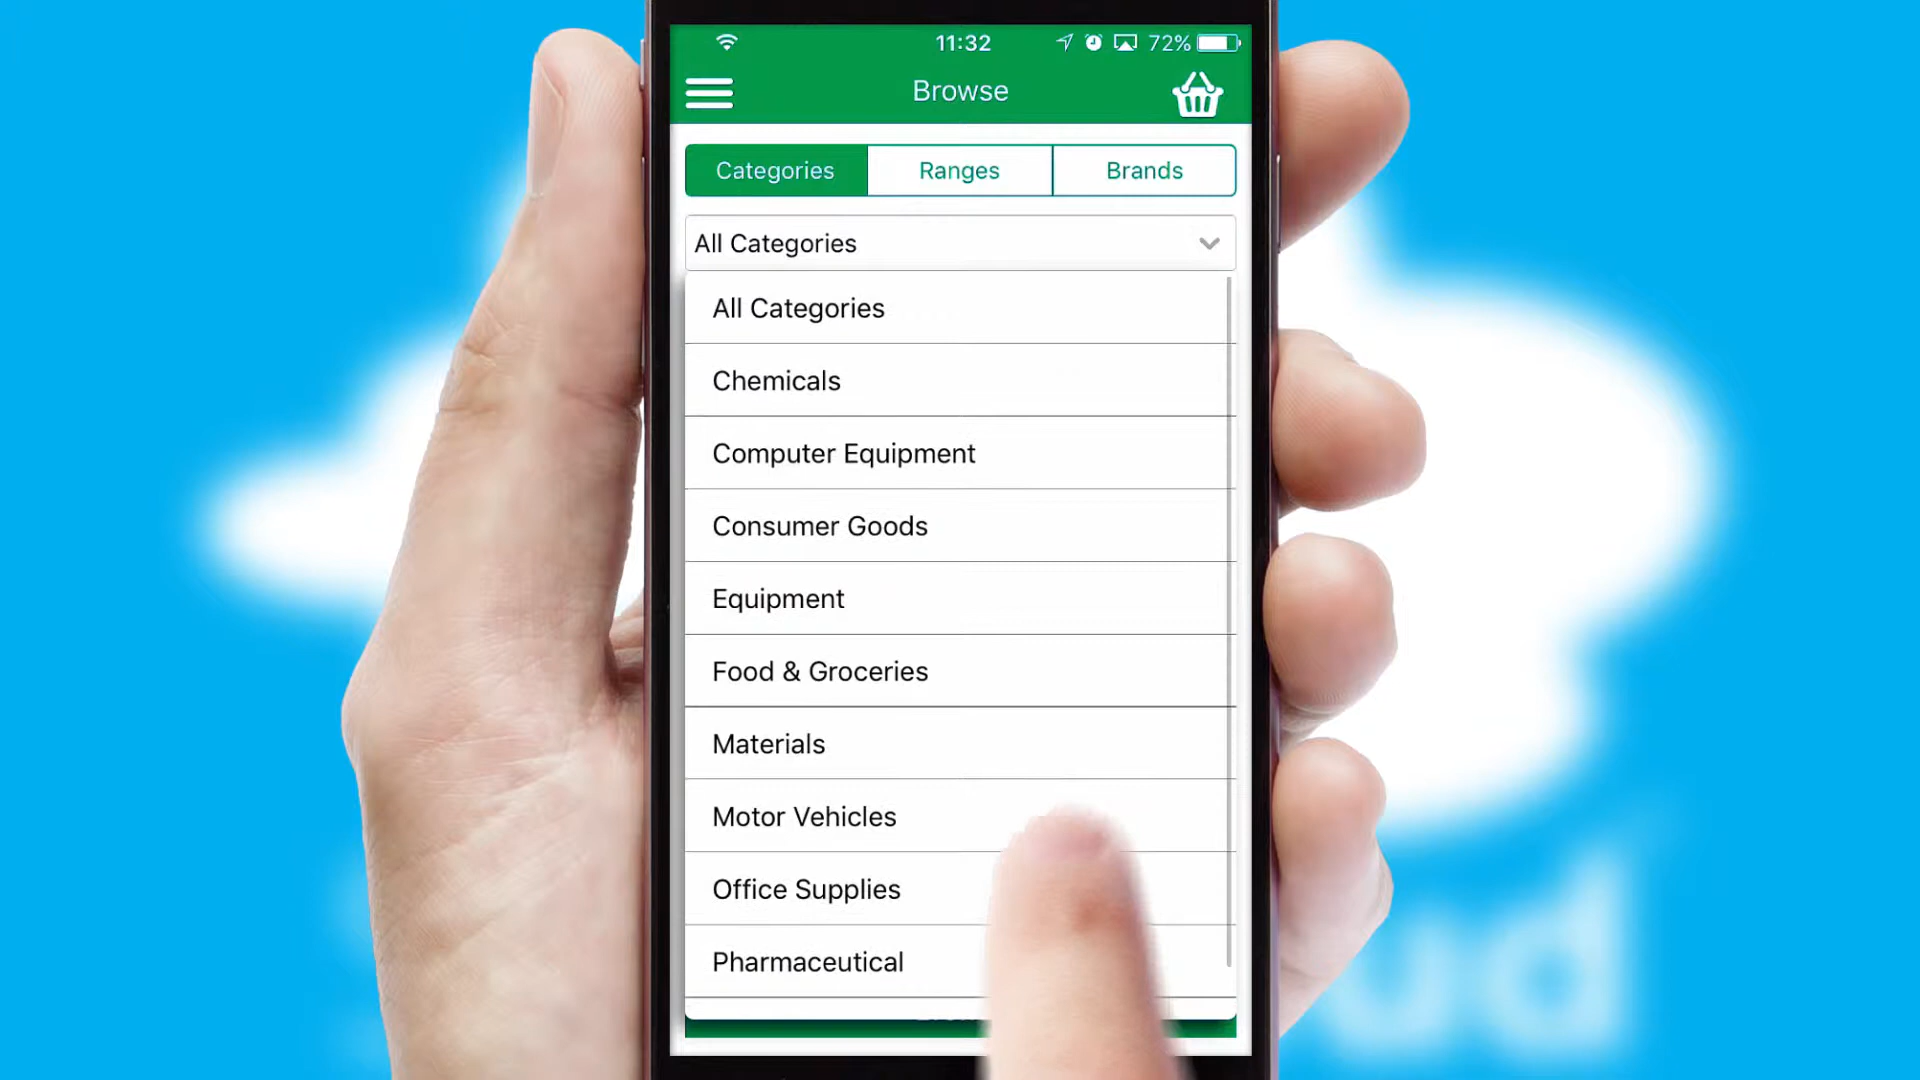 11:32
72%
Browse
Categories
Ranges
Brands
All Categories
All Categories
Chemicals
Computer Equipment
Consumer Goods
Equipment
Food & Groceries
Materials
Motor Vehicles
Office Supplies
Pharmaceutical